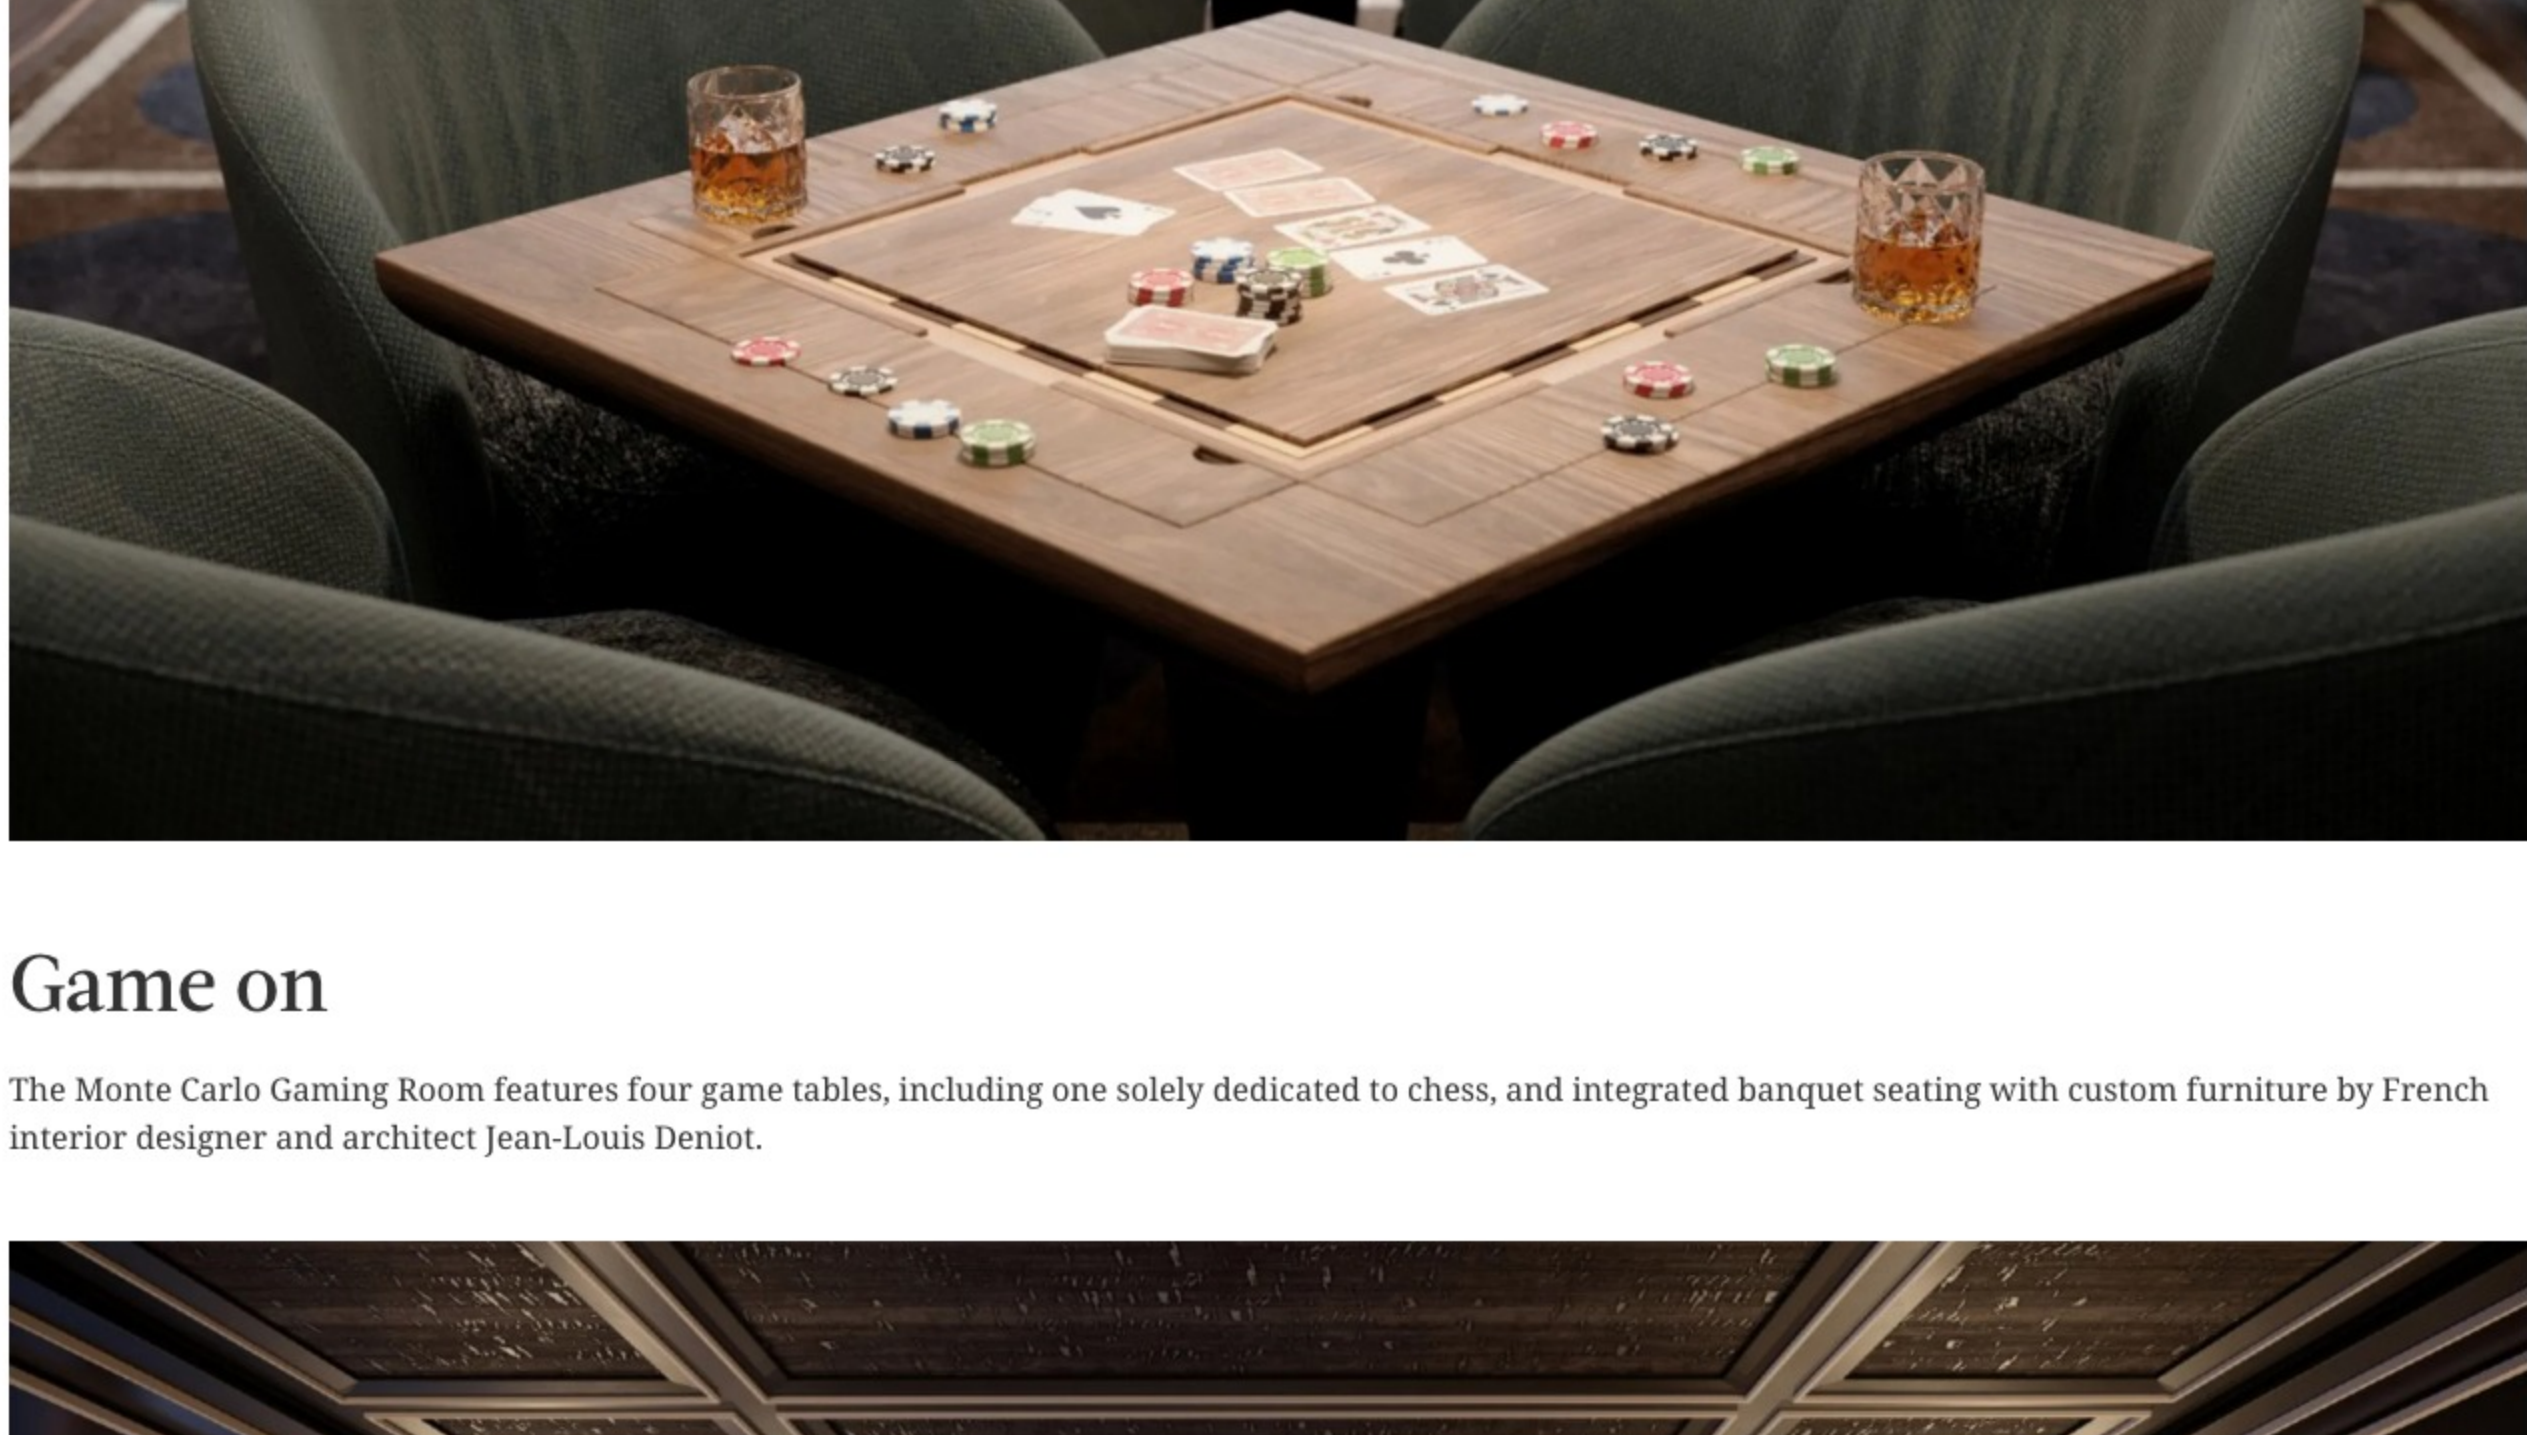 Game on
The Monte Carlo Gaming Room features four game tables, including one solely dedicated to chess, and integrated banquet seating with custom furniture by French
interior designer and architect Jean-Louis Deniot.